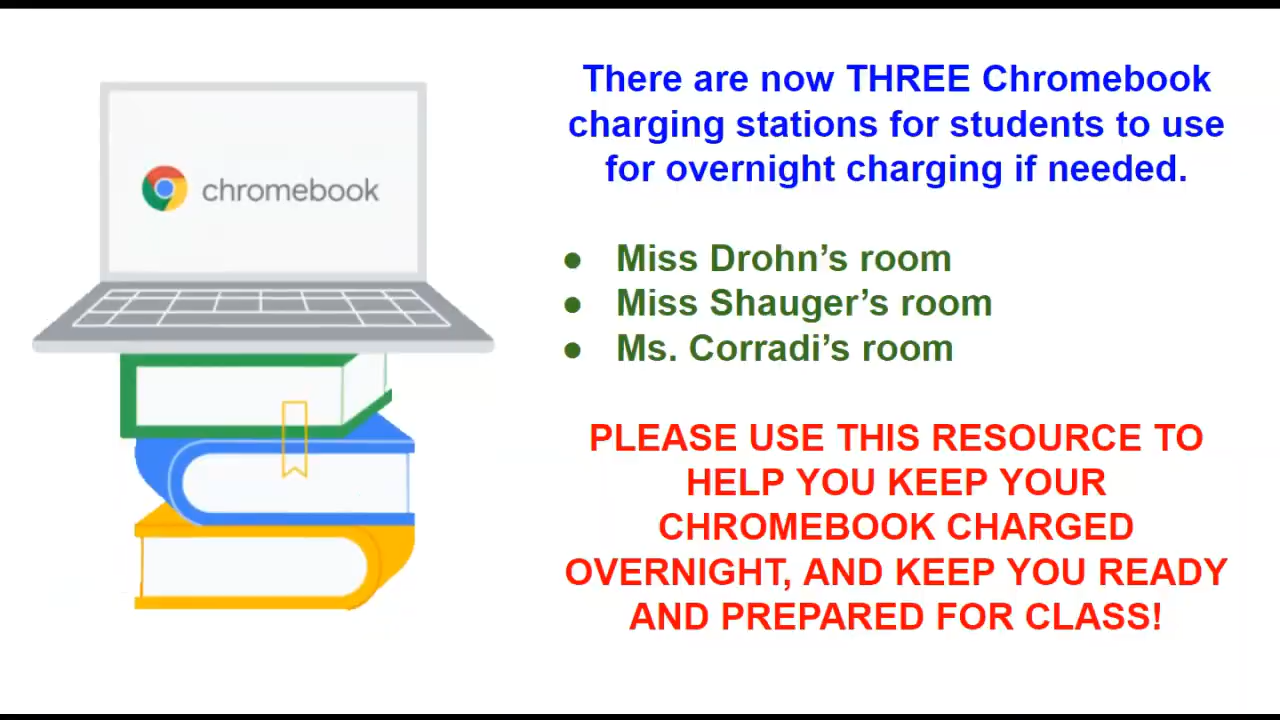 chromebook
There are now THREE Chromebook
charging stations for students to use
for overnight charging if needed.
● Miss Drohn’s room
● Miss Shauger’s room
● Ms. Corradi’s room
PLEASE USE THIS RESOURCE TO
HELP YOU KEEP YOUR
CHROMEBOOK CHARGED
OVERNIGHT, AND KEEP YOU READY
AND PREPARED FOR CLASS!